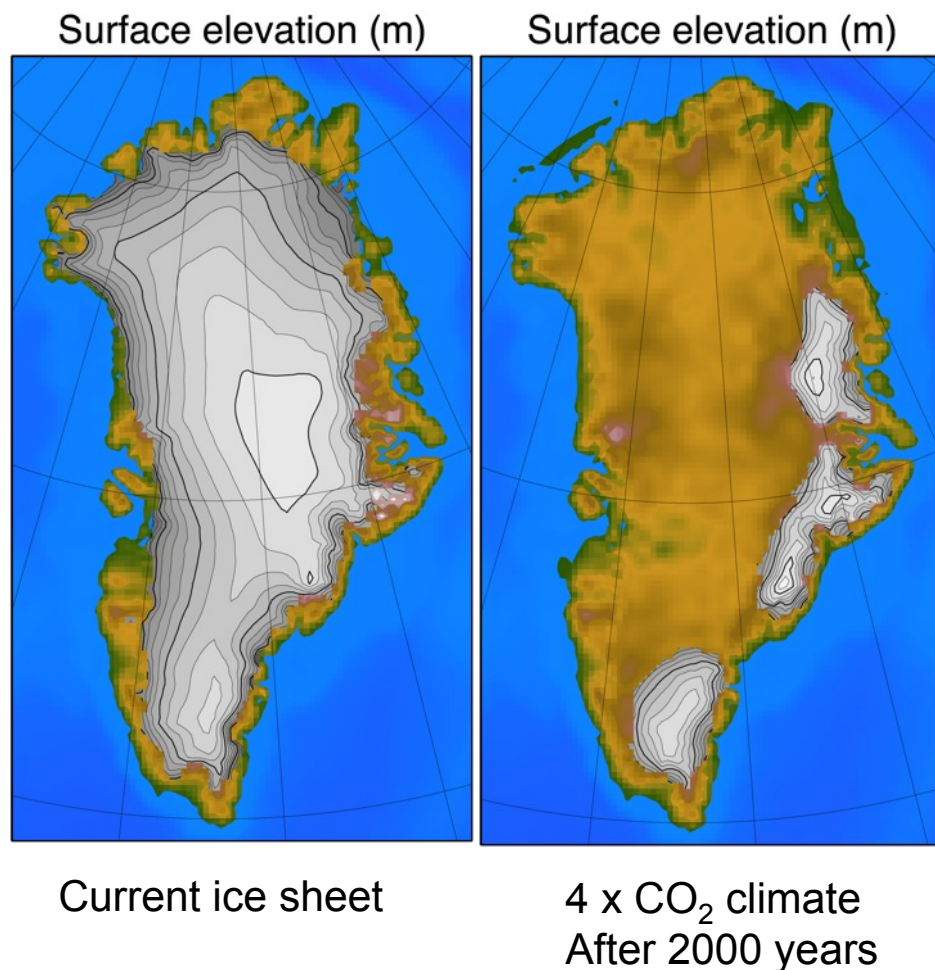 Surface elevation (m)
Surface elevation (m)
Current ice sheet
4 x CO₂ climate
After 2000 years